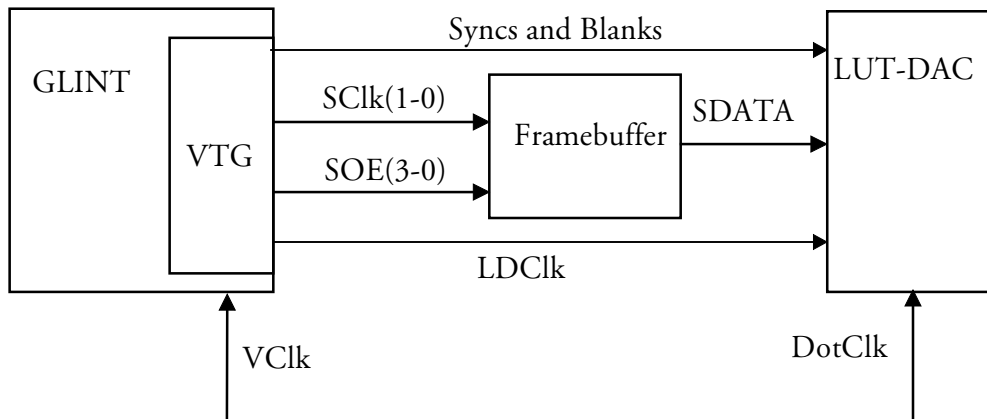 Syncs and Blanks
GLINT
LUT-DAC
SClk(1-0)
SDATA
Framebuffer
VTG
SOE(3-0)
LDClk
VClk
DotClk